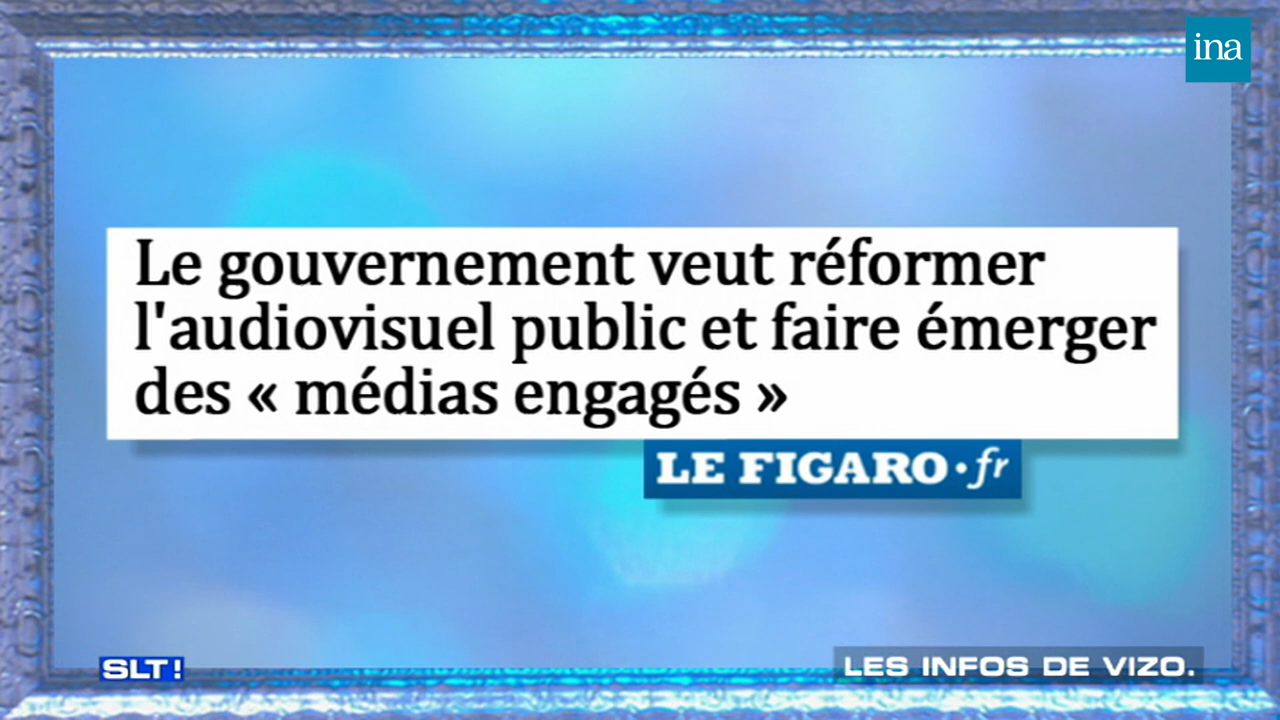 ina
Le gouvernement veut réformer
l'audiovisuel public et faire émerger
des « médias engagés »
LE FIGARO•fr
SLT!
LES INFOS DE VIZO.